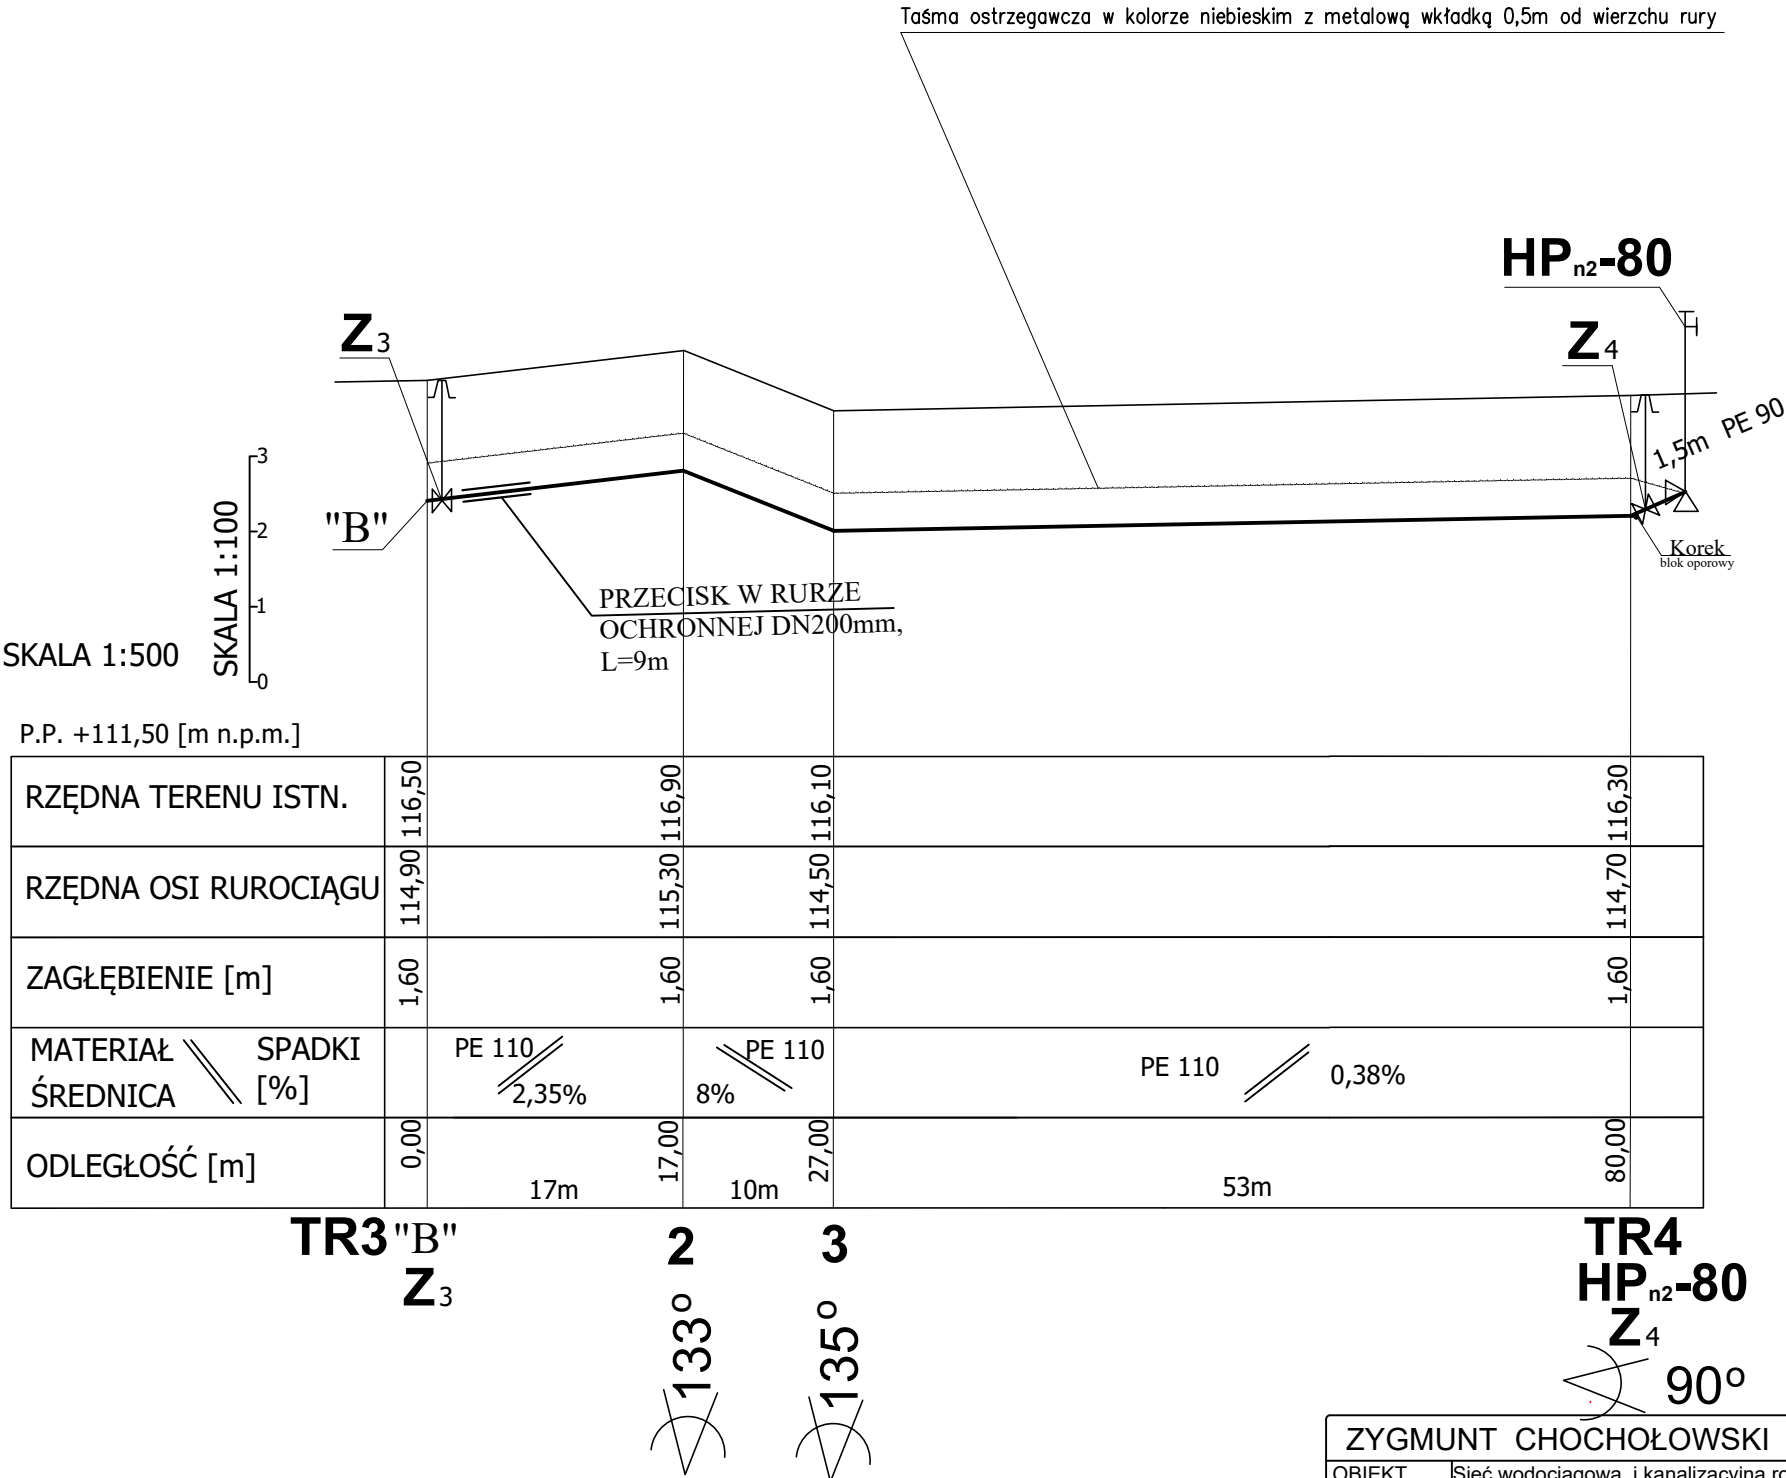 Taśma ostrzegawcza w kolorze niebieskim z metalową wkładką 0,5m od wierzchu rury
HPn2-80
Z3
Z4
1,5m PE 90
"B"
Korek
blok oporowy
PRZECISK W RURZE
OCHRONNEJ DN200mm,
L=9m
SKALA 1:100
3
2
1
0
SKALA 1:500
P.P. +111,50 [m n.p.m.]
RZĘDNA TERENU ISTN. 116,50 116,90 116,10 116,30
RZĘDNA OSI RUROCIĄGU 114,90 115,30 114,50 114,70
ZAGŁĘBIENIE [m] 1,60 1,60 1,60 1,60
MATERIAŁ SPADKI
ŚREDNICA [%]
PE 110 2,35%
8% PE 110
PE 110 0,38%
ODLEGŁOŚĆ [m] 0,00 17,00 27,00 80,00
17m 10m 53m
TR3 "B" 2 3 TR4
Z3
HPn2-80
Z4
133° 135° 90°
ZYGMUNT CHOCHOŁOWSKI
OBIEKT Sieć wodociągowa i kanalizacyjna